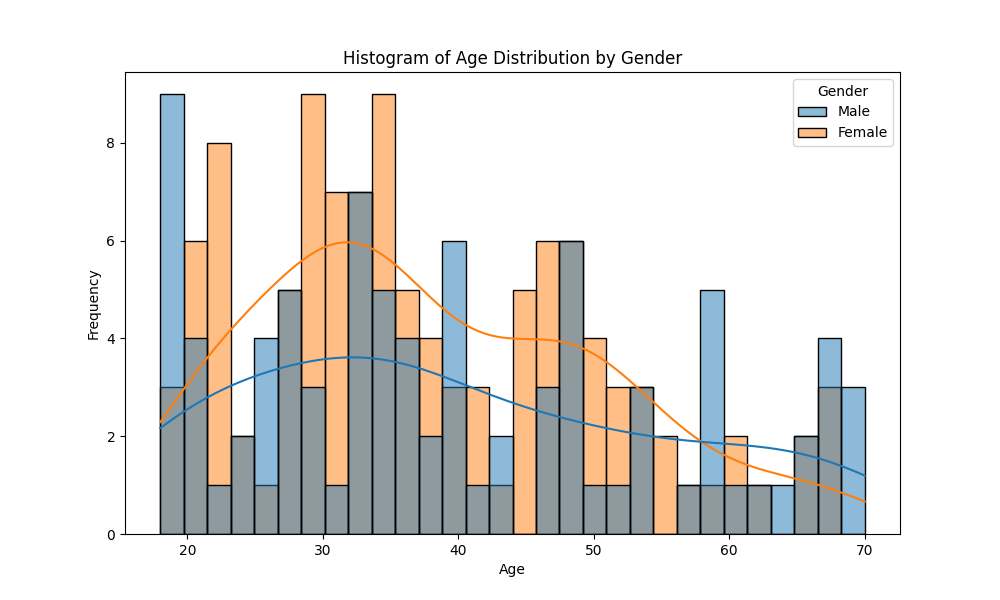 Histogram of Age Distribution by Gender
Gender
Male
Female
Frequency
8
6
4
2
0
20 30 40 50 60 70
Age